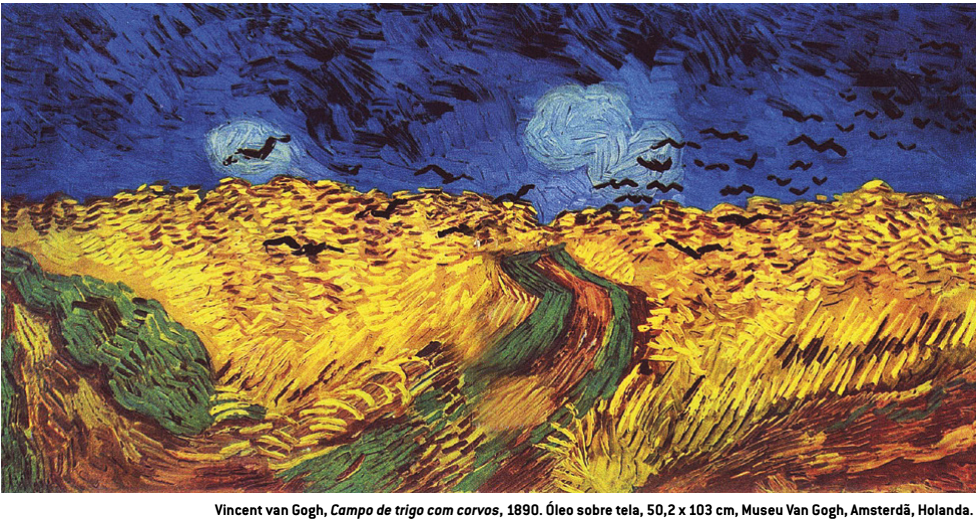 Vincent van Gogh, Campo de trigo com corvos, 1890. Óleo sobre tela, 50,2 x 103 cm, Museu Van Gogh, Amsterdã, Holanda.